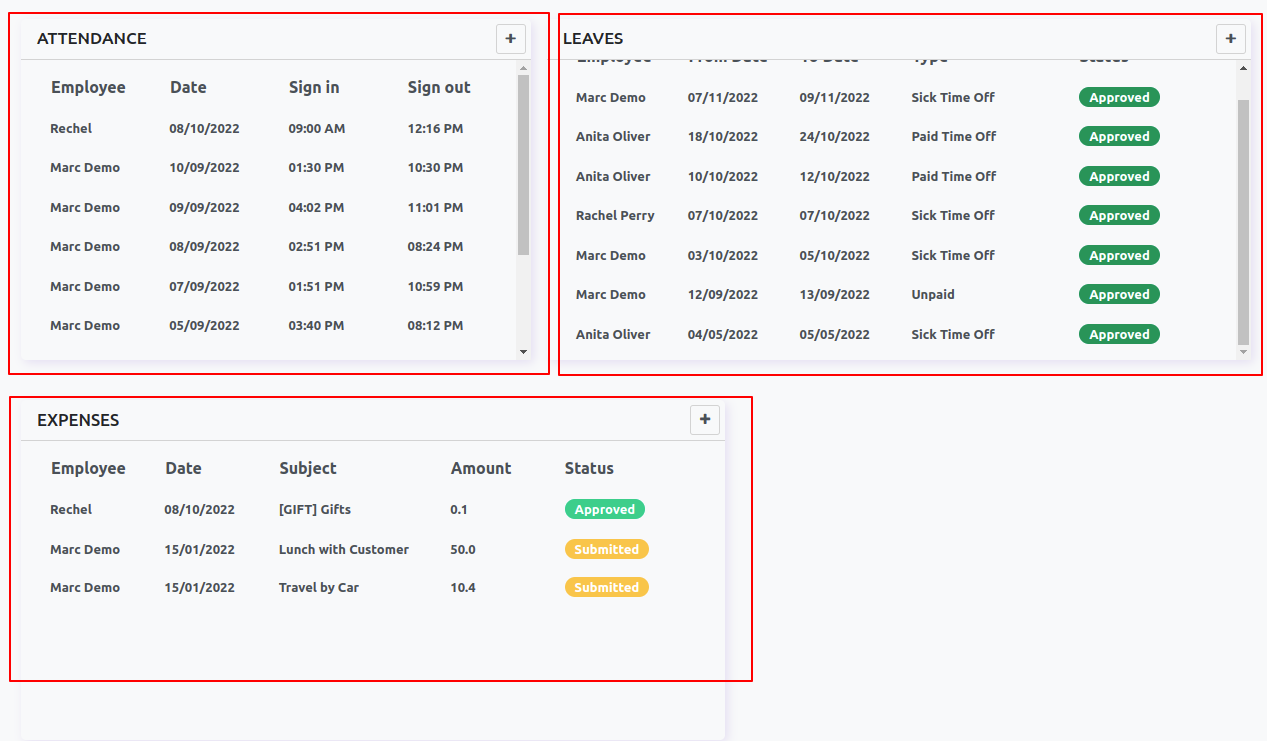 ATTENDANCE +
Employee Date Sign in Sign out
Rechel 08/10/2022 09:00 AM 12:16 PM
Marc Demo 10/09/2022 01:30 PM 10:30 PM
Marc Demo 09/09/2022 04:02 PM 11:01 PM
Marc Demo 08/09/2022 02:51 PM 08:24 PM
Marc Demo 07/09/2022 01:51 PM 10:59 PM
Marc Demo 05/09/2022 03:40 PM 08:12 PM
LEAVES +
Employee From Date To Date Type Status
Marc Demo 07/11/2022 09/11/2022 Sick Time Off Approved
Anita Oliver 18/10/2022 24/10/2022 Paid Time Off Approved
Anita Oliver 10/10/2022 12/10/2022 Paid Time Off Approved
Rachel Perry 07/10/2022 07/10/2022 Sick Time Off Approved
Marc Demo 03/10/2022 05/10/2022 Sick Time Off Approved
Marc Demo 12/09/2022 13/09/2022 Unpaid Approved
Anita Oliver 04/05/2022 05/05/2022 Sick Time Off Approved
EXPENSES +
Employee Date Subject Amount Status
Rechel 08/10/2022 [GIFT] Gifts 0.1 Approved
Marc Demo 15/01/2022 Lunch with Customer 50.0 Submitted
Marc Demo 15/01/2022 Travel by Car 10.4 Submitted